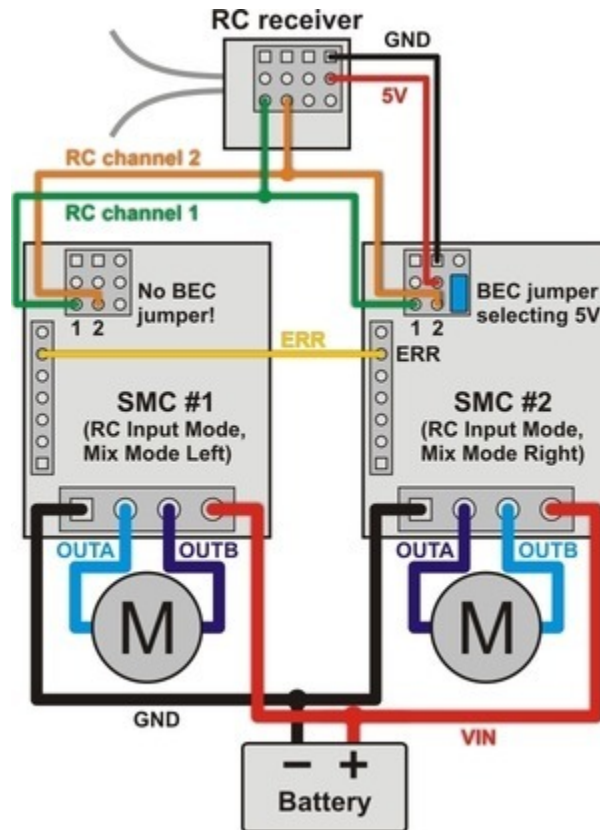 RC receiver
GND
5V
RC channel 2
RC channel 1
No BEC
jumper!
1 2
BEC jumper
selecting 5V
1 2
ERR
ERR
SMC #1
(RC Input Mode,
Mix Mode Left)
SMC #2
(RC Input Mode,
Mix Mode Right)
OUTA
OUTB
OUTA
OUTB
M
M
GND
VIN
− +
Battery